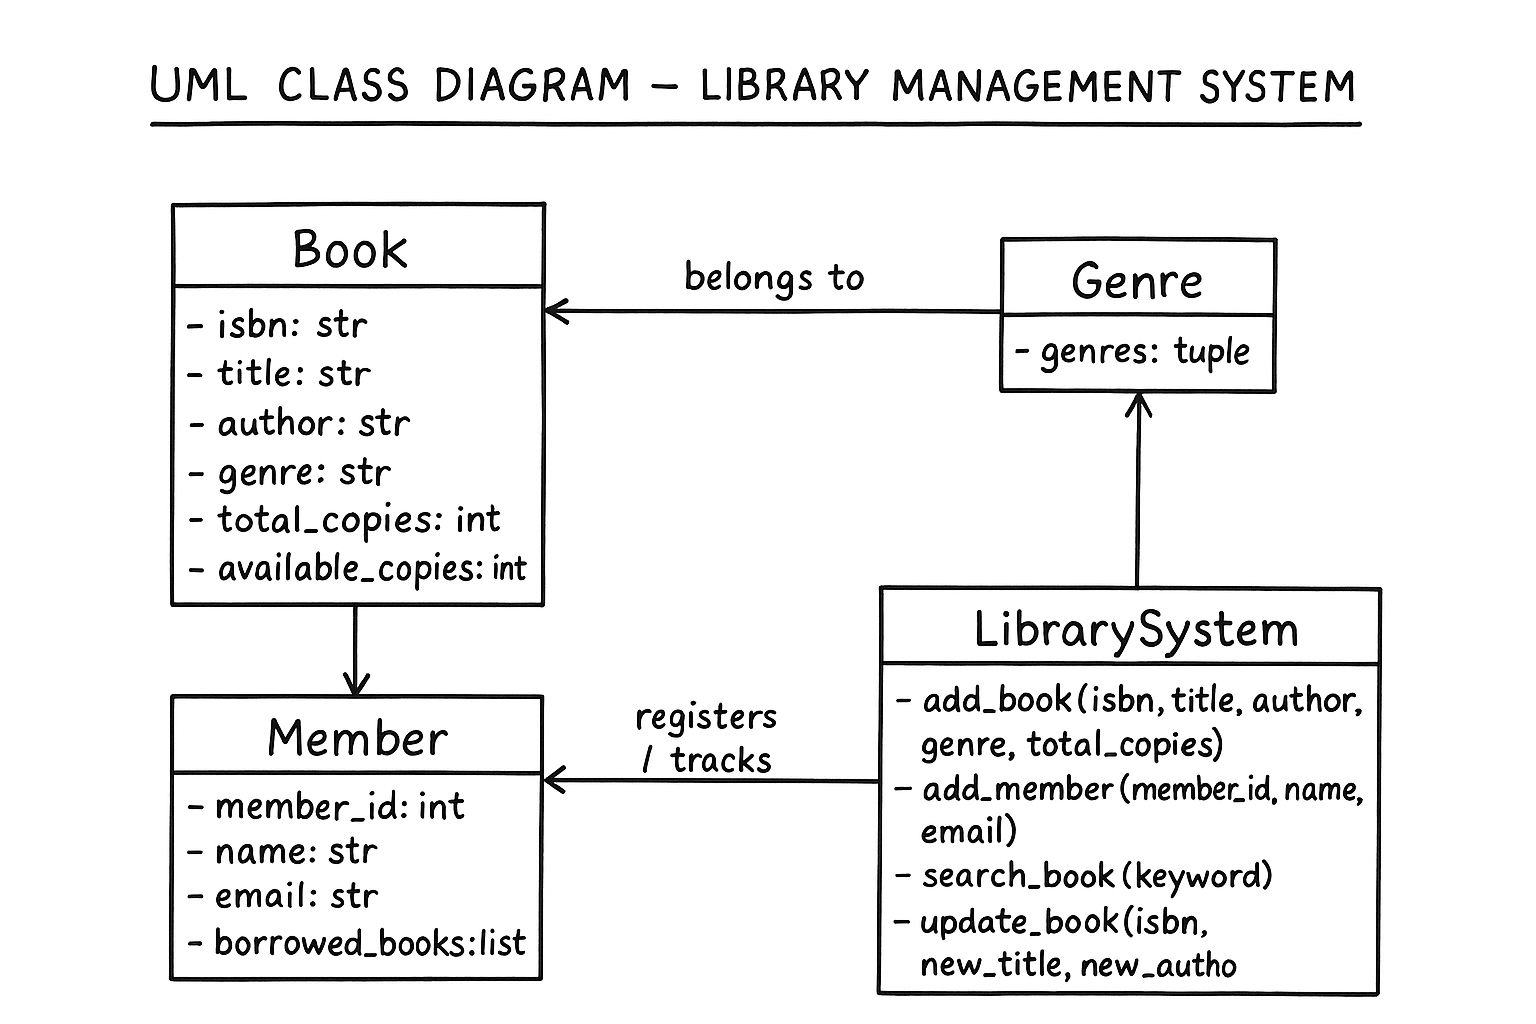 UML CLASS DIAGRAM – LIBRARY MANAGEMENT SYSTEM
Book
- isbn: str
- title: str
- author: str
- genre: str
- total_copies: int
- available_copies: int
belongs to
Genre
- genres: tuple
Member
- member_id: int
- name: str
- email: str
- borrowed_books:list
registers
/ tracks
LibrarySystem
- add_book(isbn, title, author,
genre, total_copies)
- add_member(member_id, name,
email)
- search_book(keyword)
- update_book(isbn,
new_title, new_autho